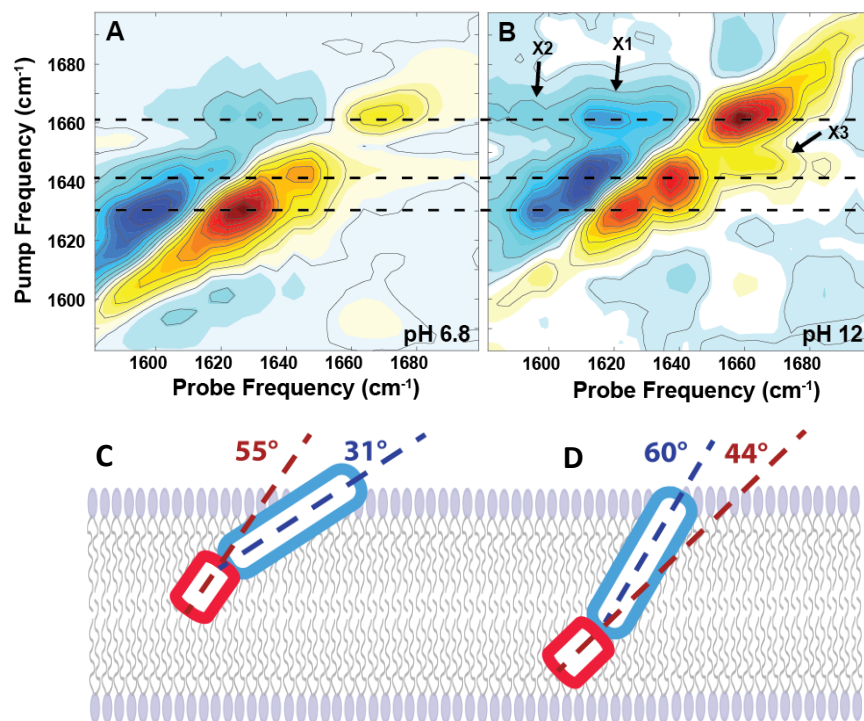 A
B
X2
X1
X3
Pump Frequency (cm⁻¹)
1680
1660
1640
1620
1600
pH 6.8
pH 12
1600 1620 1640 1660 1680
1600 1620 1640 1660 1680
Probe Frequency (cm⁻¹)
Probe Frequency (cm⁻¹)
C
55°
31°
D
60°
44°